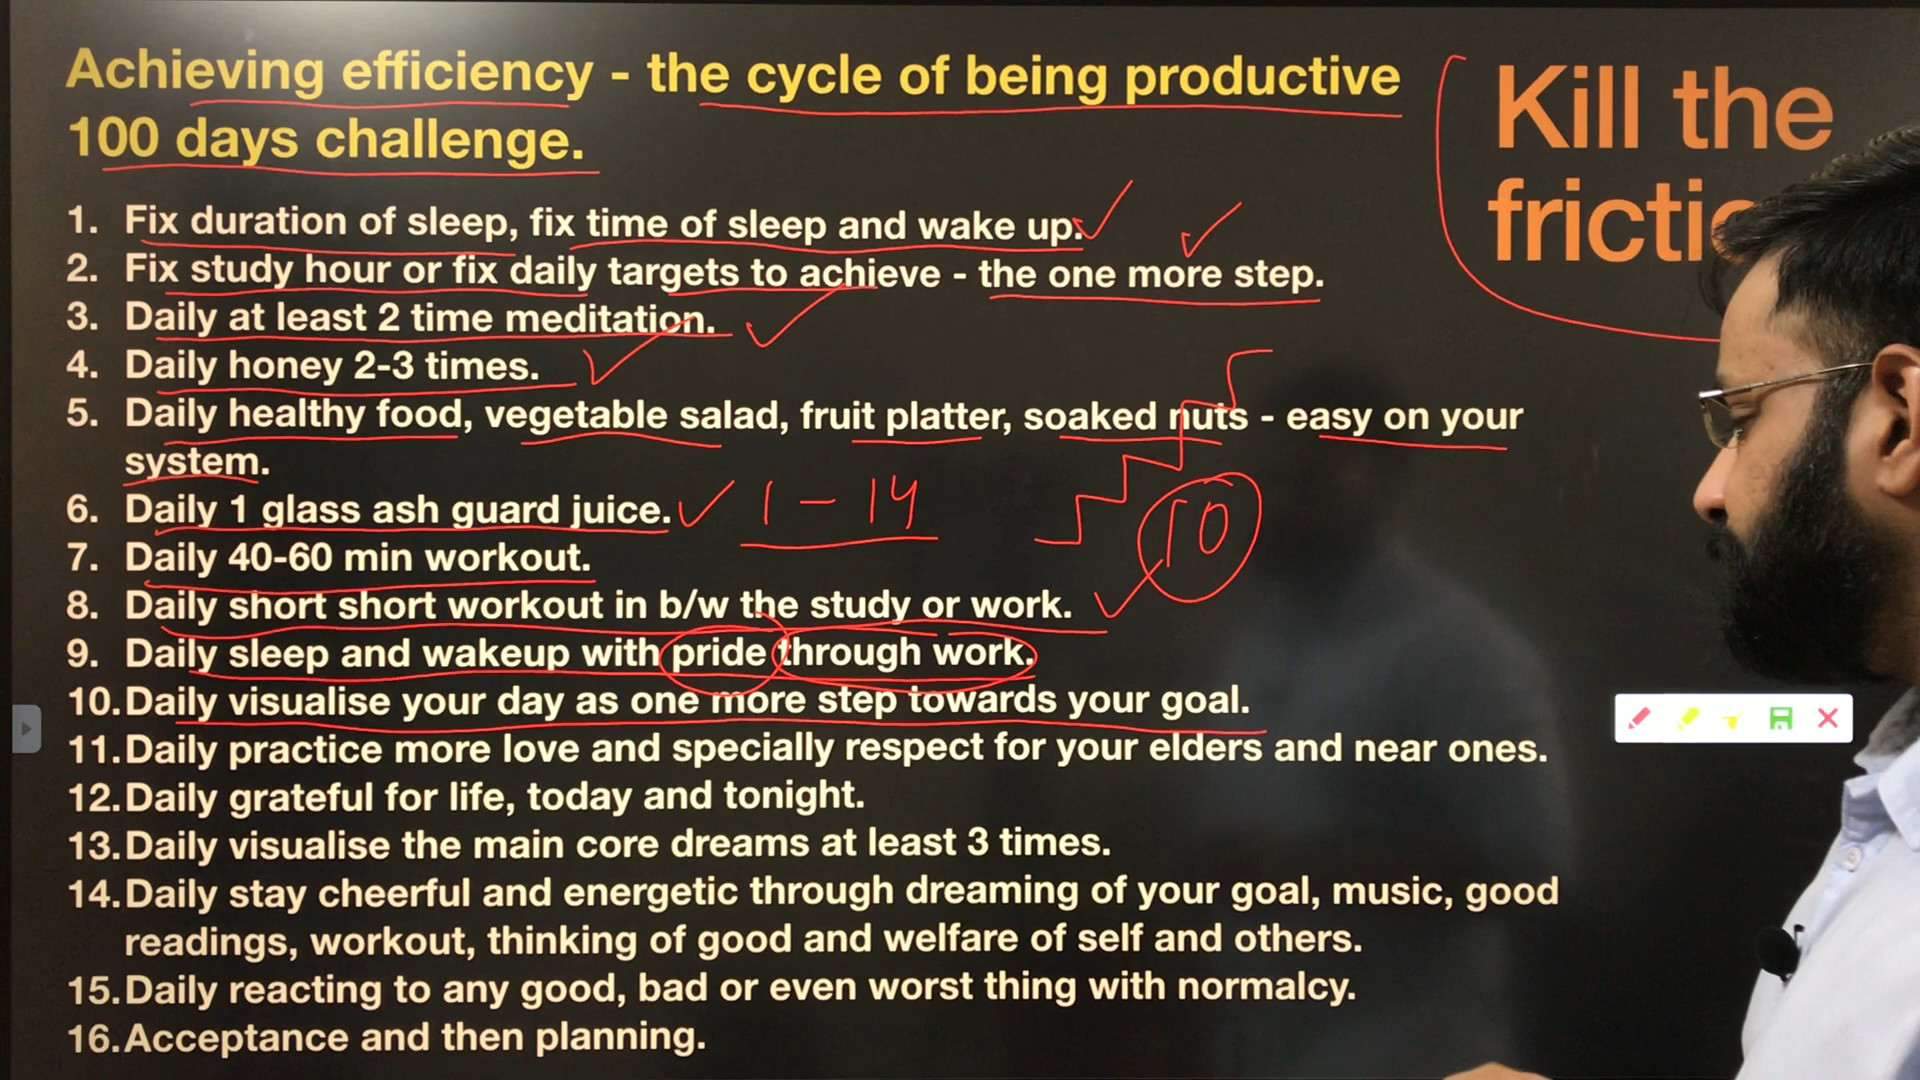 Achieving efficiency - the cycle of being productive
100 days challenge.
Kill the
1. Fix duration of sleep, fix time of sleep and wake up.
2. Fix study hour or fix daily targets to achieve - the one more step.
3. Daily at least 2 time meditation.
4. Daily honey 2-3 times.
5. Daily healthy food, vegetable salad, fruit platter, soaked nuts - easy on your
system.
6. Daily 1 glass ash guard juice. 1 - 14
10
7. Daily 40-60 min workout.
8. Daily short short workout in b/w the study or work.
9. Daily sleep and wakeup with pride through work.
10. Daily visualise your day as one more step towards your goal.
11. Daily practice more love and specially respect for your elders and near ones.
12. Daily grateful for life, today and tonight.
13. Daily visualise the main core dreams at least 3 times.
14. Daily stay cheerful and energetic through dreaming of your goal, music, good
readings, workout, thinking of good and welfare of self and others.
15. Daily reacting to any good, bad or even worst thing with normalcy.
16. Acceptance and then planning.